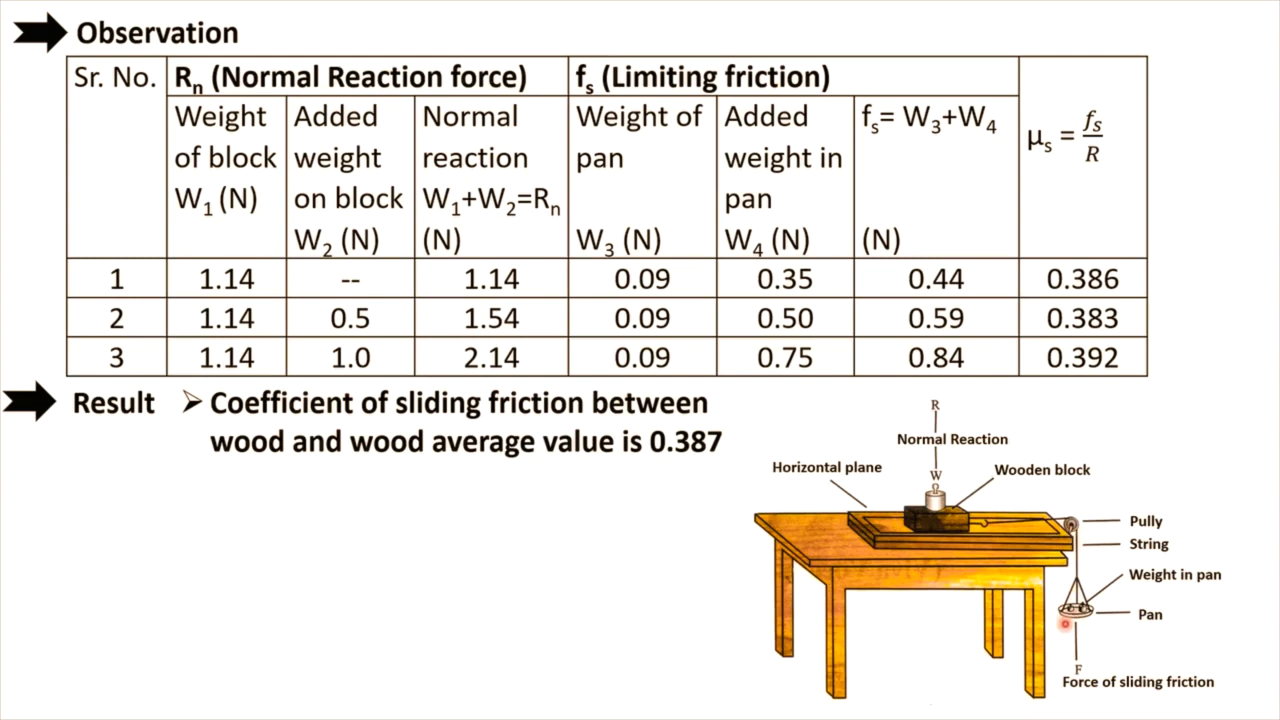 Observation
Sr. No. Rn (Normal Reaction force) fs (Limiting friction) μs = fs/R
Weight of block W1 (N) Added weight on block W2 (N) Normal reaction W1+W2=Rn (N) Weight of pan W3 (N) Added weight in pan W4 (N) fs= W3+W4 (N)
1 1.14 -- 1.14 0.09 0.35 0.44 0.386
2 1.14 0.5 1.54 0.09 0.50 0.59 0.383
3 1.14 1.0 2.14 0.09 0.75 0.84 0.392
Result ➢ Coefficient of sliding friction between
wood and wood average value is 0.387
R
Normal Reaction
Horizontal plane
W
Wooden block
Pully
String
Weight in pan
Pan
F
Force of sliding friction